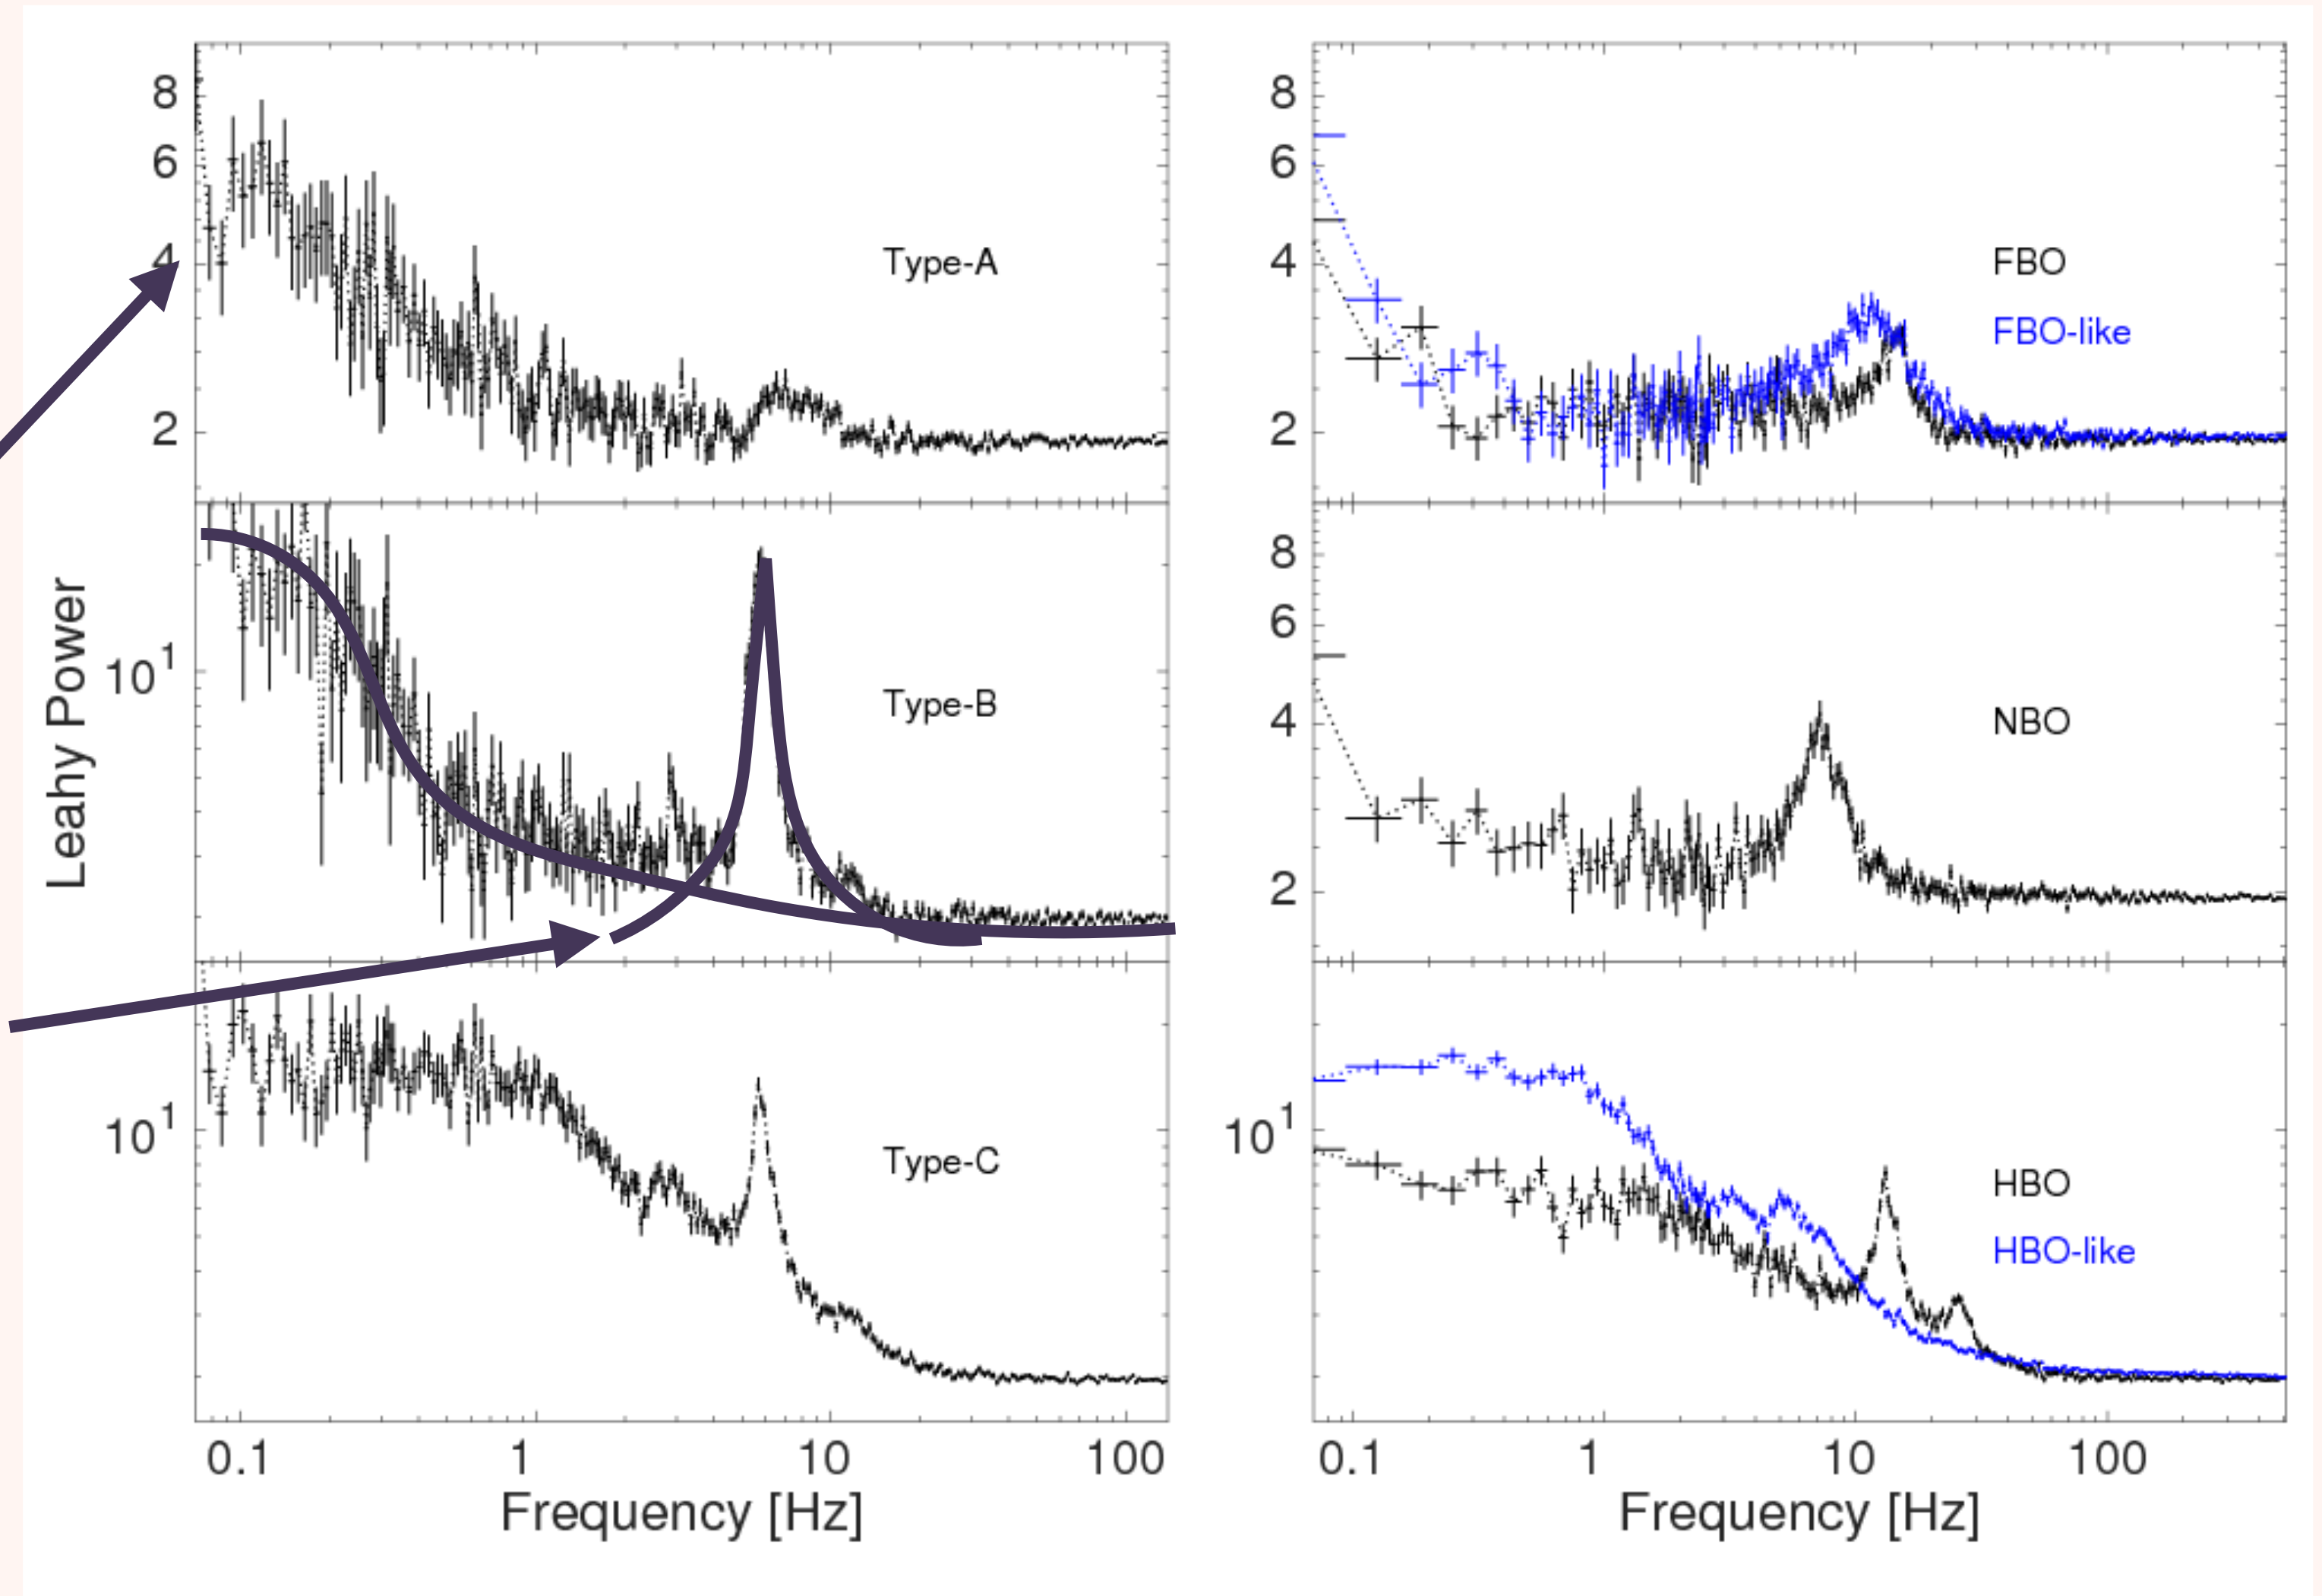 8
6
4
2
Type-A
Leahy Power
10¹
Type-B
10¹
Type-C
0.1 1 10 100
Frequency [Hz]
8
6
4
2
FBO
FBO-like
8
6
4
2
NBO
10¹
HBO
HBO-like
0.1 1 10 100
Frequency [Hz]